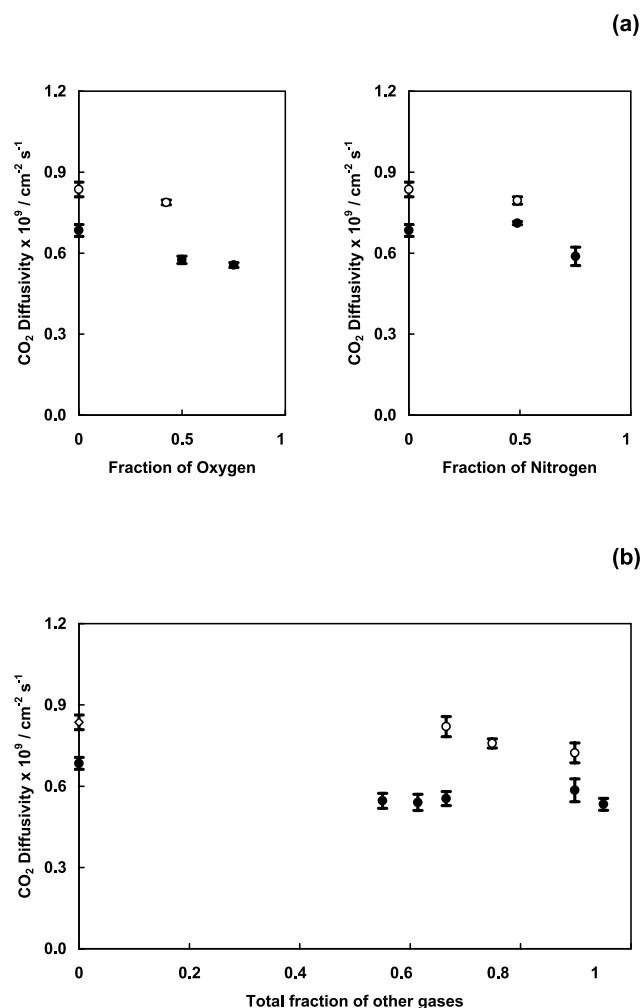 (a)
1.2
0.9
0.6
0.3
0.0
CO₂ Diffusivity x 10⁹ / cm⁻² s⁻¹
0 0.5 1
Fraction of Oxygen
1.2
0.9
0.6
0.3
0.0
CO₂ Diffusivity x 10⁹ / cm⁻² s⁻¹
0 0.5 1
Fraction of Nitrogen
(b)
1.2
0.9
0.6
0.3
0.0
CO₂ Diffusivity x 10⁹ / cm⁻² s⁻¹
0 0.2 0.4 0.6 0.8 1
Total fraction of other gases